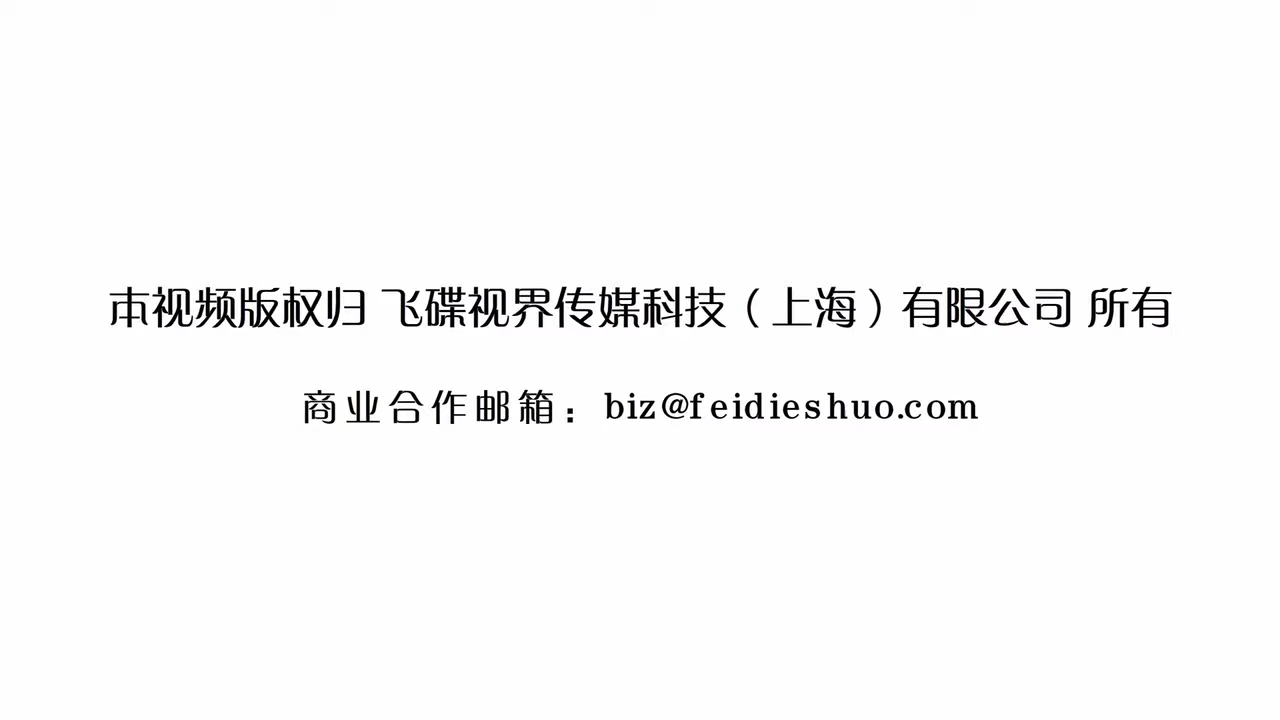 本视频版权归 飞碟视界传媒科技（上海）有限公司 所有
商业合作邮箱：biz@feidieshuo.com